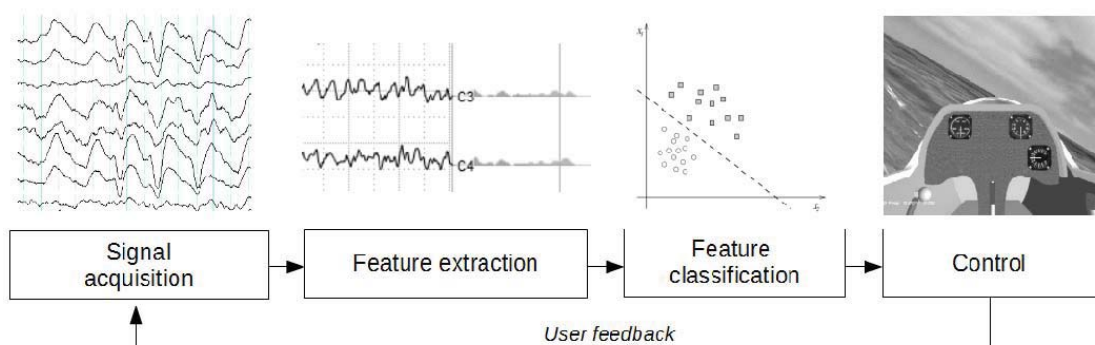 C3
C4
Signal
acquisition
Feature extraction
Feature
classification
Control
User feedback